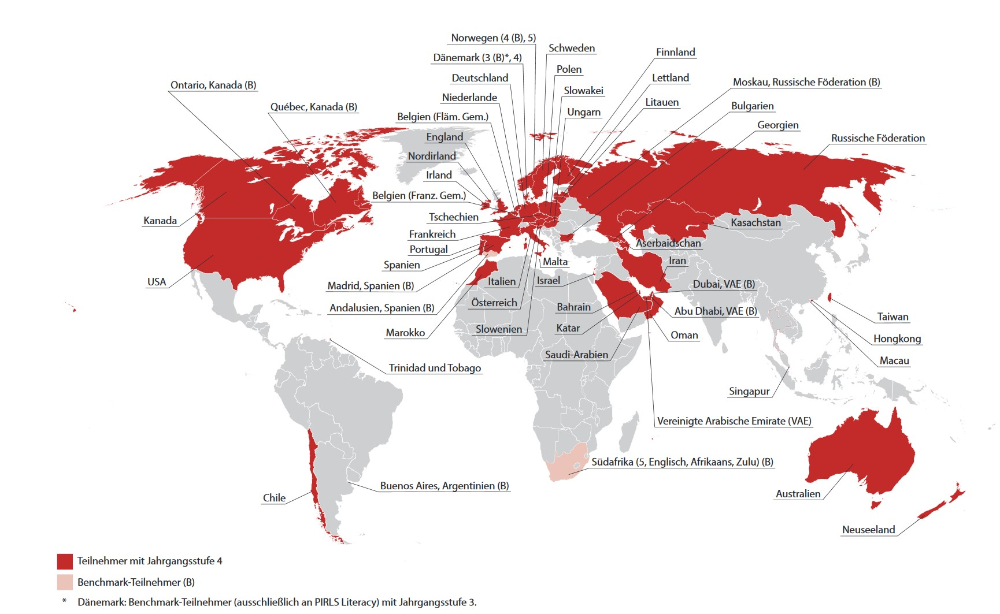 Norwegen (4 (B), 5)
Schweden
Finnland
Dänemark (3 (B)*, 4)
Polen
Deutschland
Lettland
Moskau, Russische Föderation (B)
Ontario, Kanada (B)
Slowakei
Niederlande
Litauen
Bulgarien
Québec, Kanada (B)
Ungarn
Belgien (Fläm. Gem.)
Georgien
England
Russische Föderation
Nordirland
Irland
Belgien (Franz. Gem.)
Tschechien
Kanada
Kasachstan
Frankreich
Aserbaidschan
Portugal
Malta
Iran
Spanien
USA
Italien
Israel
Dubai, VAE (B)
Madrid, Spanien (B)
Österreich
Bahrain
Andalusien, Spanien (B)
Abu Dhabi, VAE (B)
Taiwan
Slowenien
Katar
Marokko
Oman
Hongkong
Saudi-Arabien
Macau
Trinidad und Tobago
Singapur
Vereinigte Arabische Emirate (VAE)
Südafrika (5, Englisch, Afrikaans, Zulu) (B)
Buenos Aires, Argentinien (B)
Chile
Australien
Neuseeland
Teilnehmer mit Jahrgangsstufe 4
Benchmark-Teilnehmer (B)
* Dänemark: Benchmark-Teilnehmer (ausschließlich an PIRLS Literacy) mit Jahrgangsstufe 3.